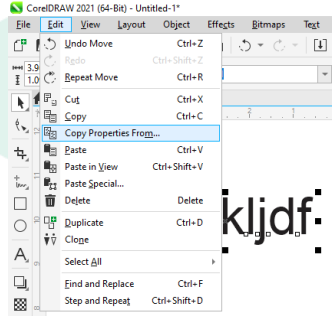 CorelDRAW 2021 (64-Bit) - Untitled-1*
File Edit View Layout Object Effects Bitmaps Text
Undo Move Ctrl+Z
Redo Ctrl+Shift+Z
Repeat Move Ctrl+R
Cut Ctrl+X
Copy Ctrl+C
Copy Properties From...
Paste Ctrl+V
Paste in View Ctrl+Shift+V
Paste Special...
Delete Delete
Duplicate Ctrl+D
Clone
Select All
Find and Replace Ctrl+F
Step and Repeat Ctrl+Shift+D
kljdf